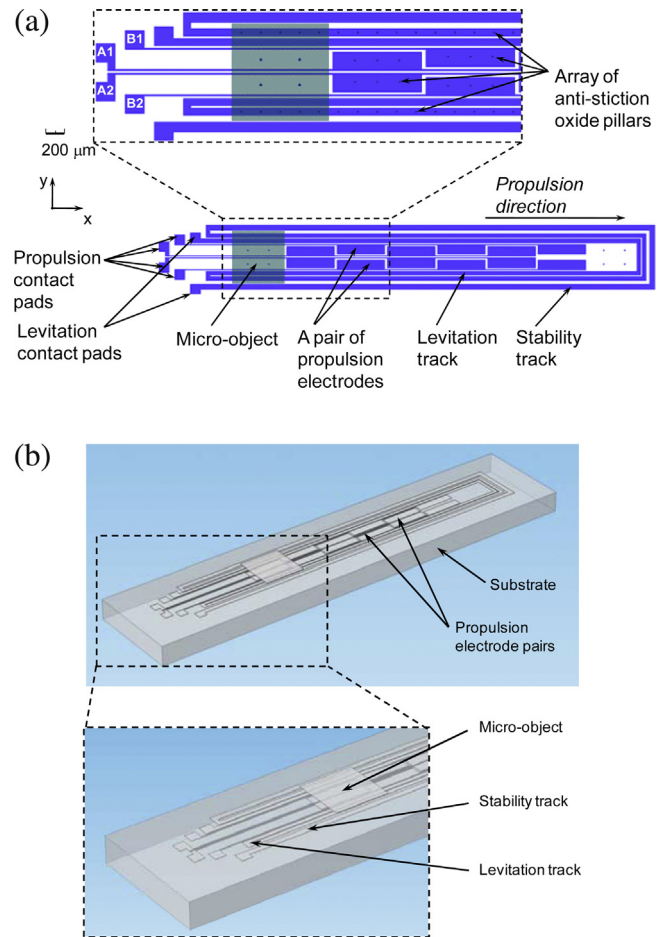 (a)
B1
A1
A2
B2
Array of
anti-stiction
oxide pillars
200 μm
y
x
Propulsion
direction
Propulsion
contact
pads
Levitation
contact pads
Micro-object
A pair of
propulsion
electrodes
Levitation
track
Stability
track
(b)
Substrate
Propulsion
electrode pairs
Micro-object
Stability track
Levitation track